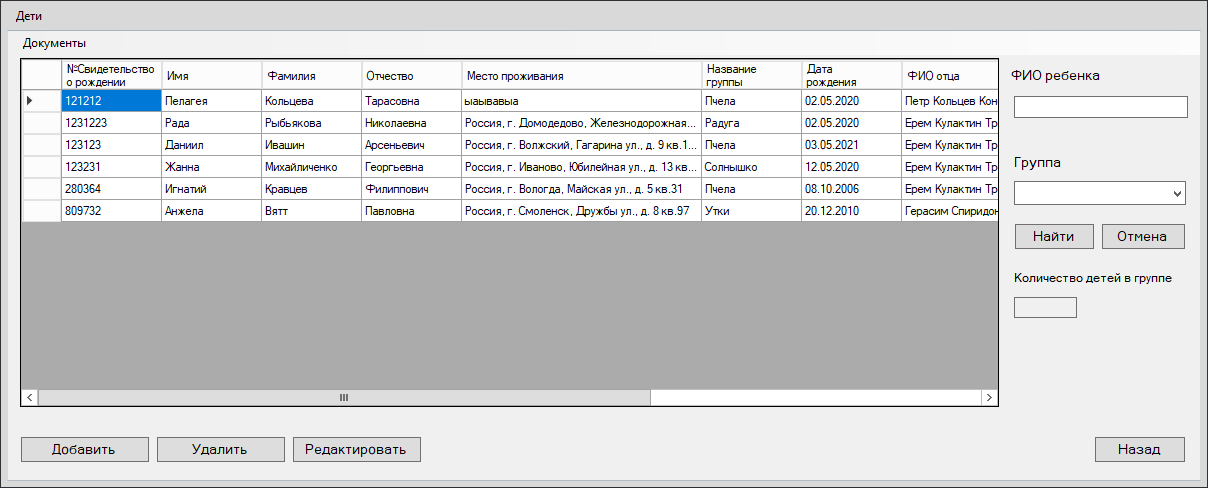 Дети
Документы
№Свидетельство о рождении Имя Фамилия Отчество Место проживания Название группы Дата рождения ФИО отца
121212 Пелагея Кольцева Тарасовна ыаывавыа Пчела 02.05.2020 Петр Кольцев Кон
1231223 Рада Рыбьякова Николаевна Россия, г. Домодедово, Железнодорожная... Радуга 02.05.2020 Ерем Кулактин Тр
123123 Даниил Ивашин Арсеньевич Россия, г. Волжский, Гагарина ул., д. 9 кв.1... Пчела 03.05.2021 Ерем Кулактин Тр
123231 Жанна Михайличенко Георгьевна Россия, г. Иваново, Юбилейная ул., д. 13 кв... Солнышко 12.05.2020 Ерем Кулактин Тр
280364 Игнатий Кравцев Филиппович Россия, г. Вологда, Майская ул., д. 5 кв.31 Пчела 08.10.2006 Ерем Кулактин Тр
809732 Анжела Вятт Павловна Россия, г. Смоленск, Дружбы ул., д. 8 кв.97 Утки 20.12.2010 Герасим Спиридон
ФИО ребенка
Группа
Найти Отмена
Количество детей в группе
Добавить Удалить Редактировать Назад